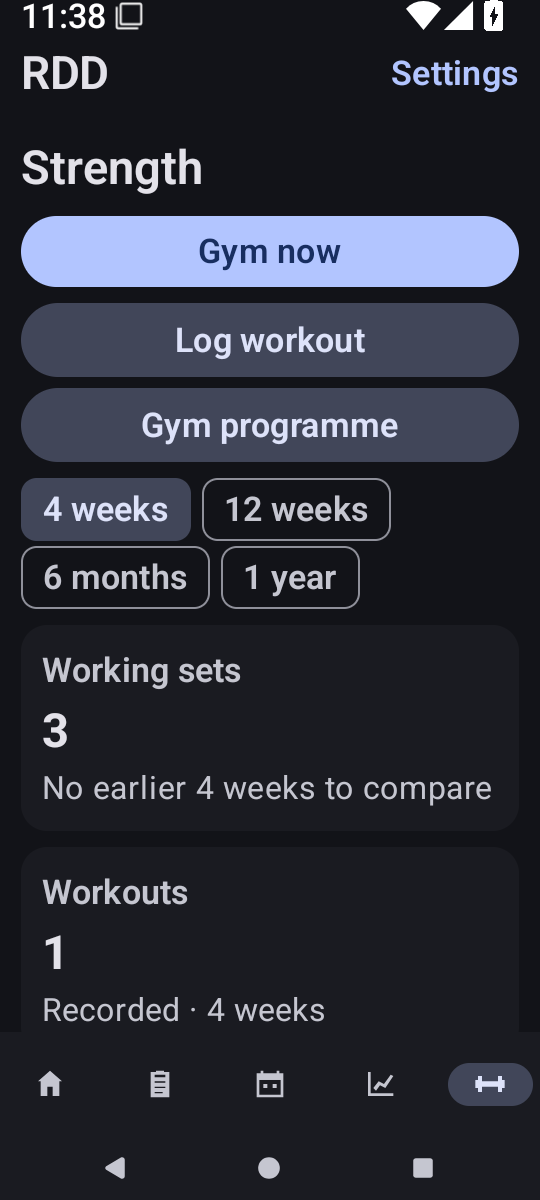 11:38
RDD
Settings
Strength
Gym now
Log workout
Gym programme
4 weeks
12 weeks
6 months
1 year
Working sets
3
No earlier 4 weeks to compare
Workouts
1
Recorded · 4 weeks